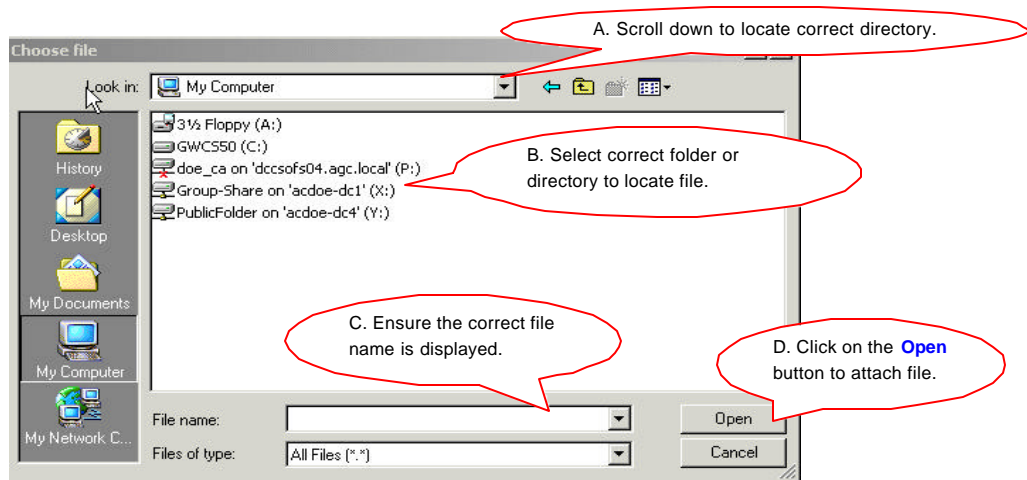 A. Scroll down to locate correct directory.
Choose file
Look in:
My Computer
3½ Floppy (A:)
GWCS50 (C:)
doe_ca on 'dccsofs04.agc.local' (P:)
Group-Share on 'acdoe-dc1' (X:)
PublicFolder on 'acdoe-dc4' (Y:)
B. Select correct folder or
directory to locate file.
History
Desktop
My Documents
My Computer
My Network C...
C. Ensure the correct file
name is displayed.
D. Click on the Open
button to attach file.
File name:
Open
Files of type:
All Files (*.*)
Cancel